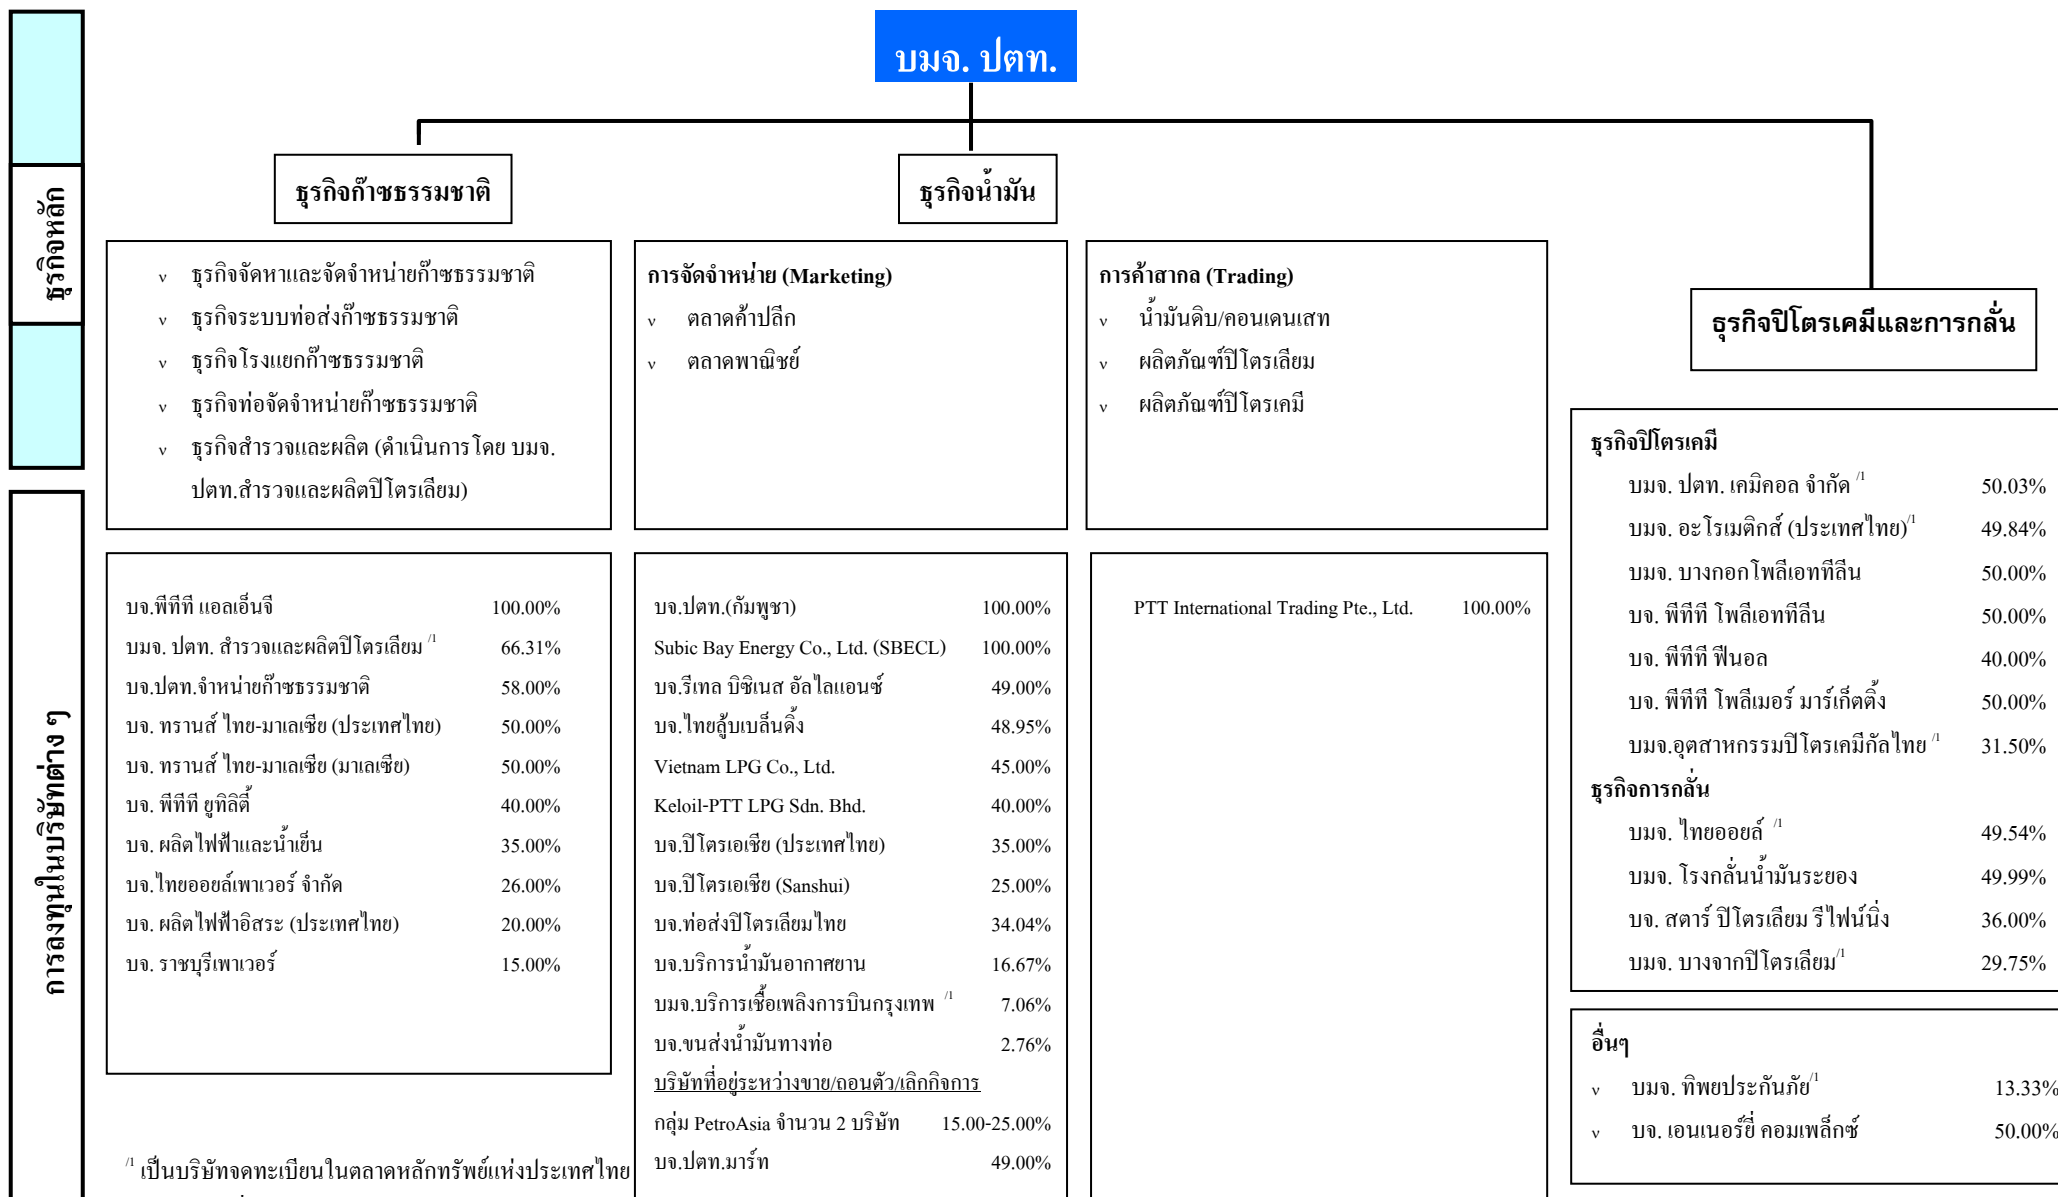 บมจ. ปตท.
ธุรกิจหลัก
ธุรกิจก๊าซธรรมชาติ
ธุรกิจน้ำมัน
ธุรกิจปิโตรเคมีและการกลั่น
v ธุรกิจจัดหาและจัดจำหน่ายก๊าซธรรมชาติ
v ธุรกิจระบบท่อส่งก๊าซธรรมชาติ
v ธุรกิจโรงแยกก๊าซธรรมชาติ
v ธุรกิจท่อจัดจำหน่ายก๊าซธรรมชาติ
v ธุรกิจสำรวจและผลิต (ดำเนินการโดย บมจ.
ปตท.สำรวจและผลิตปิโตรเลียม)
การจัดจำหน่าย (Marketing)
v ตลาดค้าปลีก
v ตลาดพาณิชย์
การค้าสากล (Trading)
v น้ำมันดิบ/คอนเดนเสท
v ผลิตภัณฑ์ปิโตรเลียม
v ผลิตภัณฑ์ปิโตรเคมี
การลงทุนในบริษัทต่าง ๆ
บจ.พีทีที แอลเอ็นจี 100.00%
บมจ. ปตท. สำรวจและผลิตปิโตรเลียม /1 66.31%
บจ.ปตท.จำหน่ายก๊าซธรรมชาติ 58.00%
บจ. ทรานส์ ไทย-มาเลเซีย (ประเทศไทย) 50.00%
บจ. ทรานส์ ไทย-มาเลเซีย (มาเลเซีย) 50.00%
บจ. พีทีที ยูทิลิตี้ 40.00%
บจ. ผลิตไฟฟ้าและน้ำเย็น 35.00%
บจ.ไทยออยล์เพาเวอร์ จำกัด 26.00%
บจ. ผลิตไฟฟ้าอิสระ (ประเทศไทย) 20.00%
บจ. ราชบุรีเพาเวอร์ 15.00%
/1 เป็นบริษัทจดทะเบียนในตลาดหลักทรัพย์แห่งประเทศไทย
บจ.ปตท.(กัมพูชา) 100.00%
Subic Bay Energy Co., Ltd. (SBECL) 100.00%
บจ.รีเทล บิซิเนส อัลไลแอนซ์ 49.00%
บจ.ไทยลู้บเบล็นดิ้ง 48.95%
Vietnam LPG Co., Ltd. 45.00%
Keloil-PTT LPG Sdn. Bhd. 40.00%
บจ.ปิโตรเอเชีย (ประเทศไทย) 35.00%
บจ.ปิโตรเอเชีย (Sanshui) 25.00%
บจ.ท่อส่งปิโตรเลียมไทย 34.04%
บจ.บริการน้ำมันอากาศยาน 16.67%
บมจ.บริการเชื้อเพลิงการบินกรุงเทพ /1 7.06%
บจ.ขนส่งน้ำมันทางท่อ 2.76%
บริษัทที่อยู่ระหว่างขาย/ถอนตัว/เลิกกิจการ
กลุ่ม PetroAsia จำนวน 2 บริษัท 15.00-25.00%
บจ.ปตท.มาร์ท 49.00%
PTT International Trading Pte., Ltd. 100.00%
ธุรกิจปิโตรเคมี
บมจ. ปตท. เคมิคอล จำกัด /1 50.03%
บมจ. อะโรเมติกส์ (ประเทศไทย)/1 49.84%
บมจ. บางกอกโพลีเอททีลีน 50.00%
บจ. พีทีที โพลีเอททีลีน 50.00%
บจ. พีทีที ฟีนอล 40.00%
บจ. พีทีที โพลีเมอร์ มาร์เก็ตติ้ง 50.00%
บมจ.อุตสาหกรรมปิโตรเคมีกัลไทย /1 31.50%
ธุรกิจการกลั่น
บมจ. ไทยออยล์ /1 49.54%
บมจ. โรงกลั่นน้ำมันระยอง 49.99%
บจ. สตาร์ ปิโตรเลียม รีไฟน์นิ่ง 36.00%
บมจ. บางจากปิโตรเลียม/1 29.75%
อื่นๆ
v บมจ. ทิพยประกันภัย/1 13.33%
v บจ. เอนเนอร์ยี่ คอมเพล็กซ์ 50.00%